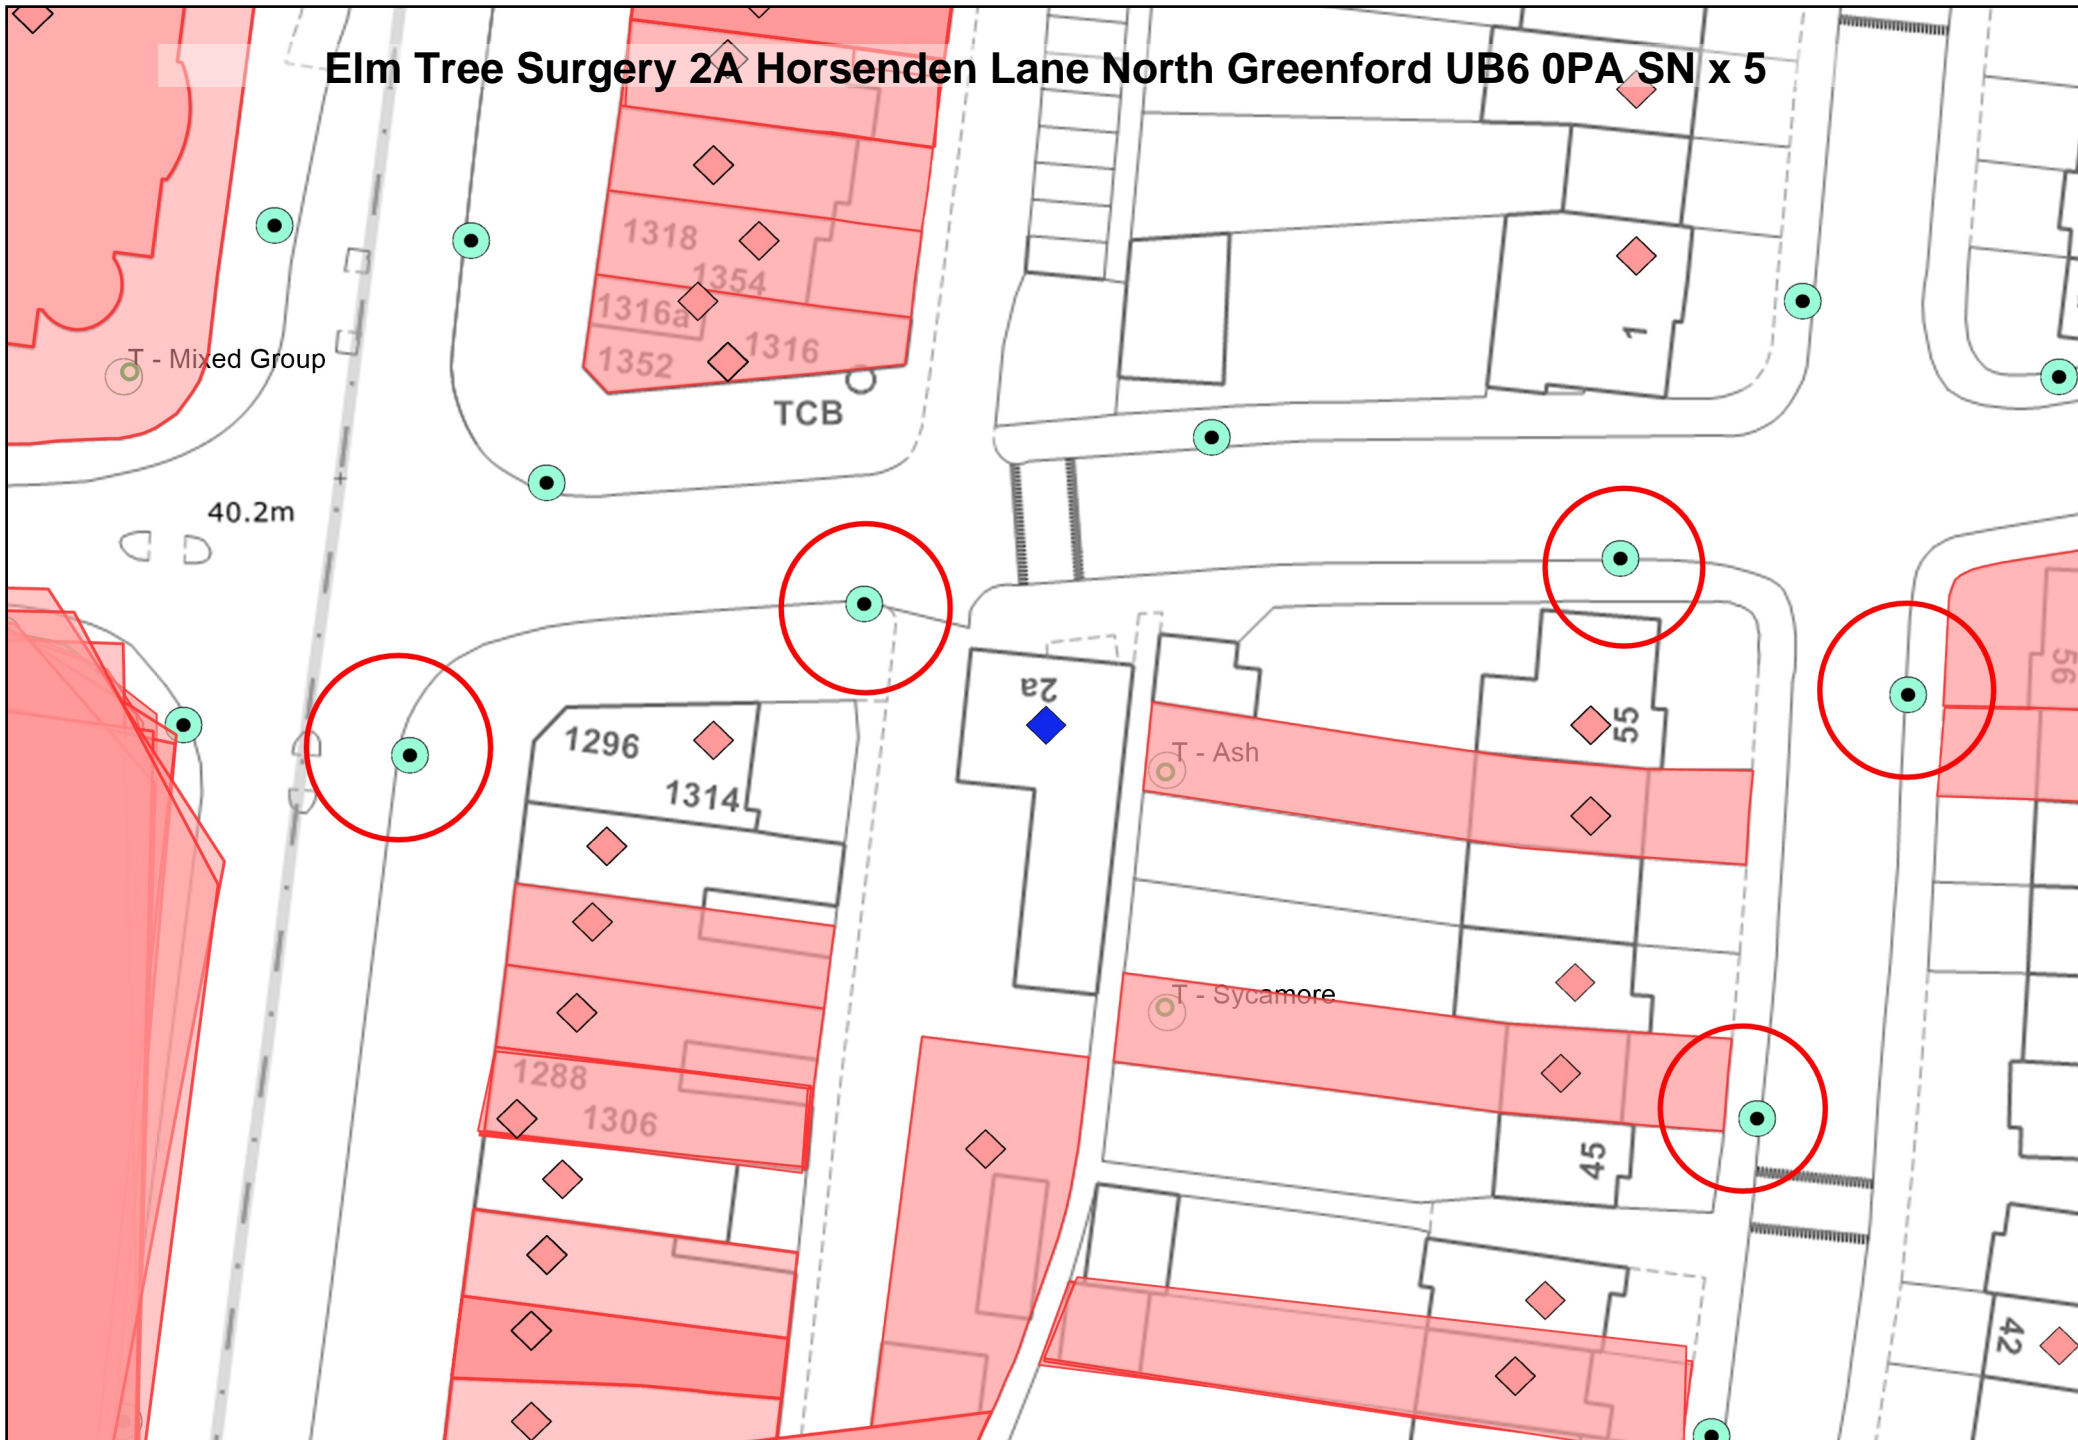 Elm Tree Surgery 2A Horsenden Lane North Greenford UB6 0PA SN x 5
1318
1354
1316a
1316
1352
T - Mixed Group
TCB
1
40.2m
2a
1296
1314
T - Ash
55
56
T - Sycamore
1288
1306
45
42